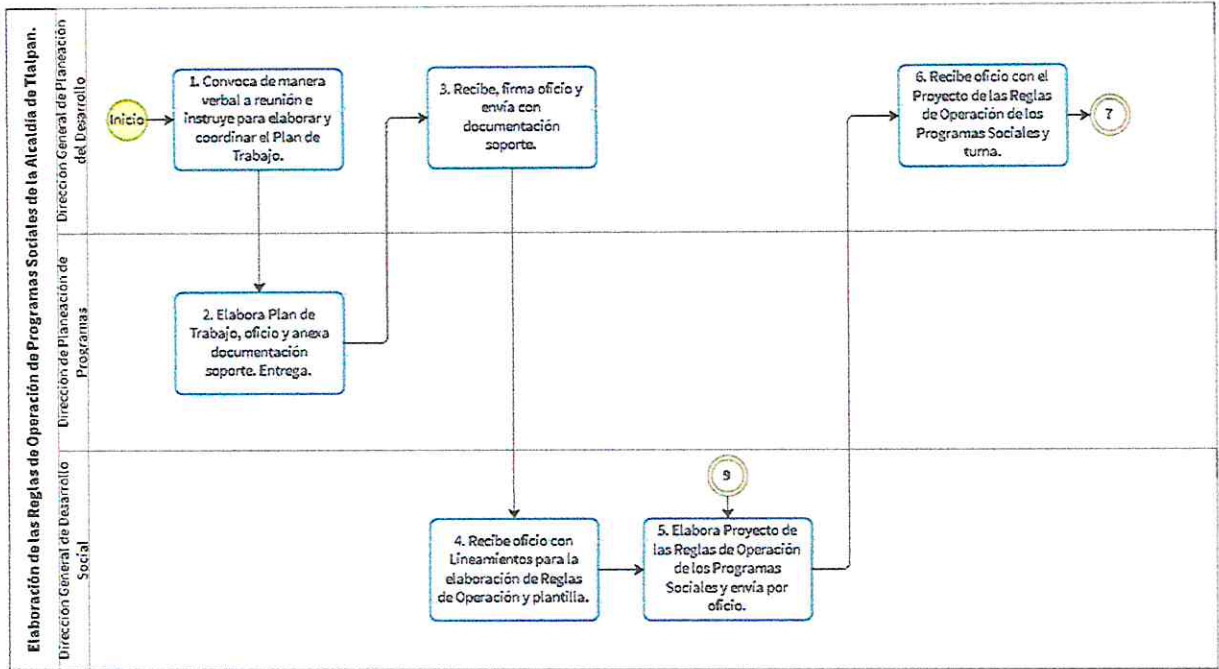 Elaboración de las Reglas de Operación de Programas Sociales de la Alcaldía de Tlalpan.
Dirección General de Planeación
del Desarrollo
Inicio
1. Convoca de manera
verbal a reunión e
instruye para elaborar y
coordinar el Plan de
Trabajo.
3. Recibe, firma oficio y
envía con
documentación
soporte.
6. Recibe oficio con el
Proyecto de las Reglas
de Operación de los
Programas Sociales y
turna.
7
Dirección de Planeación de
Programas
2. Elabora Plan de
Trabajo, oficio y anexa
documentación
soporte. Entrega.
Dirección General de Desarrollo
Social
9
4. Recibe oficio con
Lineamientos para la
elaboración de Reglas
de Operación y plantilla.
5. Elabora Proyecto de
las Reglas de Operación
de los Programas
Sociales y envía por
oficio.